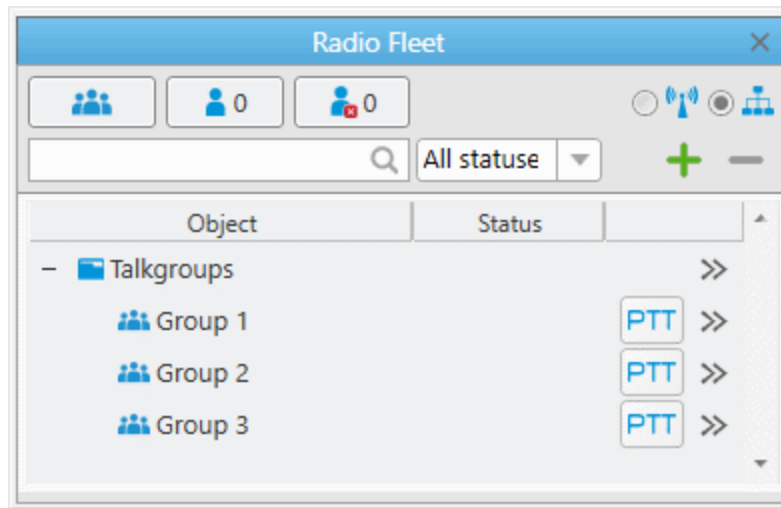 Radio Fleet
0 0
All statuse
Object Status
Talkgroups
Group 1 PTT
Group 2 PTT
Group 3 PTT